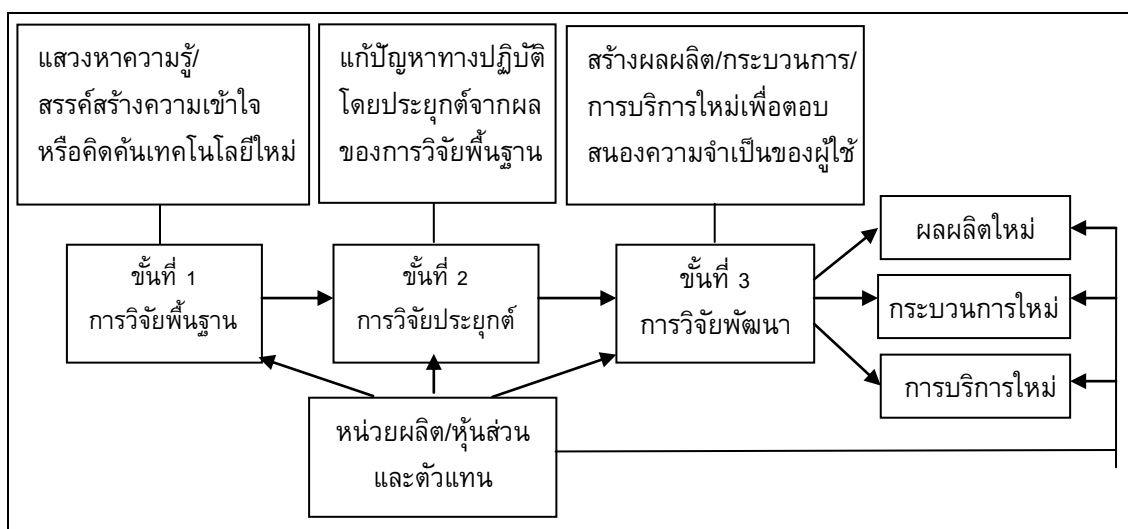 แสวงหาความรู้/
สรรค์สร้างความเข้าใจ
หรือคิดค้นเทคโนโลยีใหม่
แก้ปัญหาทางปฏิบัติ
โดยประยุกต์จากผล
ของการวิจัยพื้นฐาน
สร้างผลผลิต/กระบวนการ/
การบริการใหม่เพื่อตอบ
สนองความจำเป็นของผู้ใช้
ขั้นที่ 1
การวิจัยพื้นฐาน
ขั้นที่ 2
การวิจัยประยุกต์
ขั้นที่ 3
การวิจัยพัฒนา
ผลผลิตใหม่
กระบวนการใหม่
การบริการใหม่
หน่วยผลิต/หุ้นส่วน
และตัวแทน